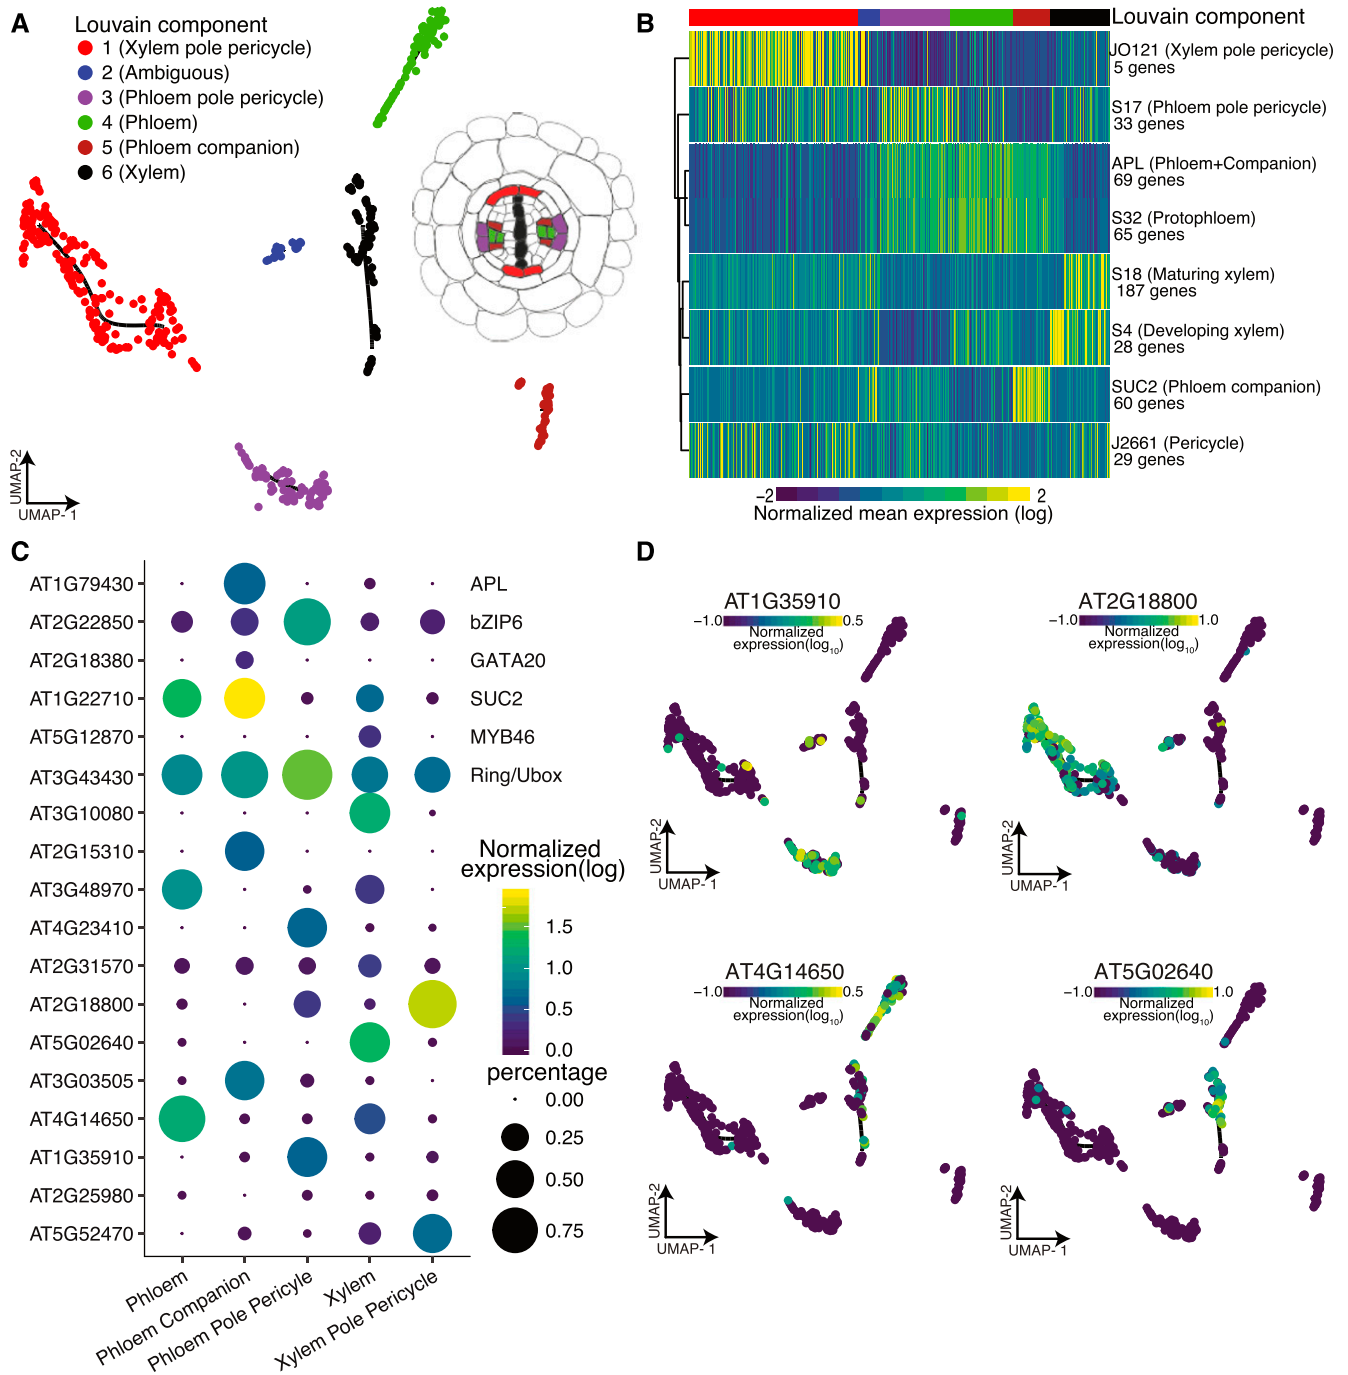 A
Louvain component
1 (Xylem pole pericycle)
2 (Ambiguous)
3 (Phloem pole pericycle)
4 (Phloem)
5 (Phloem companion)
6 (Xylem)
UMAP-2
UMAP- 1
B
Louvain component
JO121 (Xylem pole pericycle)
5 genes
S17 (Phloem pole pericycle)
33 genes
APL (Phloem+Companion)
69 genes
S32 (Protophloem)
65 genes
S18 (Maturing xylem)
187 genes
S4 (Developing xylem)
28 genes
SUC2 (Phloem companion)
60 genes
J2661 (Pericycle)
29 genes
−2 2
Normalized mean expression (log)
C
AT1G79430 APL
AT2G22850 bZIP6
AT2G18380 GATA20
AT1G22710 SUC2
AT5G12870 MYB46
AT3G43430 Ring/Ubox
AT3G10080
AT2G15310
AT3G48970
AT4G23410
AT2G31570
AT2G18800
AT5G02640
AT3G03505
AT4G14650
AT1G35910
AT2G25980
AT5G52470
Phloem
Phloem Companion
Phloem Pole Pericyle
Xylem
Xylem Pole Pericycle
Normalized
expression(log)
1.5
1.0
0.5
0.0
percentage
0.00
0.25
0.50
0.75
D
AT1G35910
−1.0 0.5
Normalized
expression(log10)
UMAP-2
UMAP- 1
AT2G18800
−1.0 1.0
Normalized
expression(log10)
UMAP-2
UMAP- 1
AT4G14650
−1.0 0.5
Normalized
expression(log10)
UMAP-2
UMAP- 1
AT5G02640
−1.0 1.0
Normalized
expression(log10)
UMAP-2
UMAP- 1